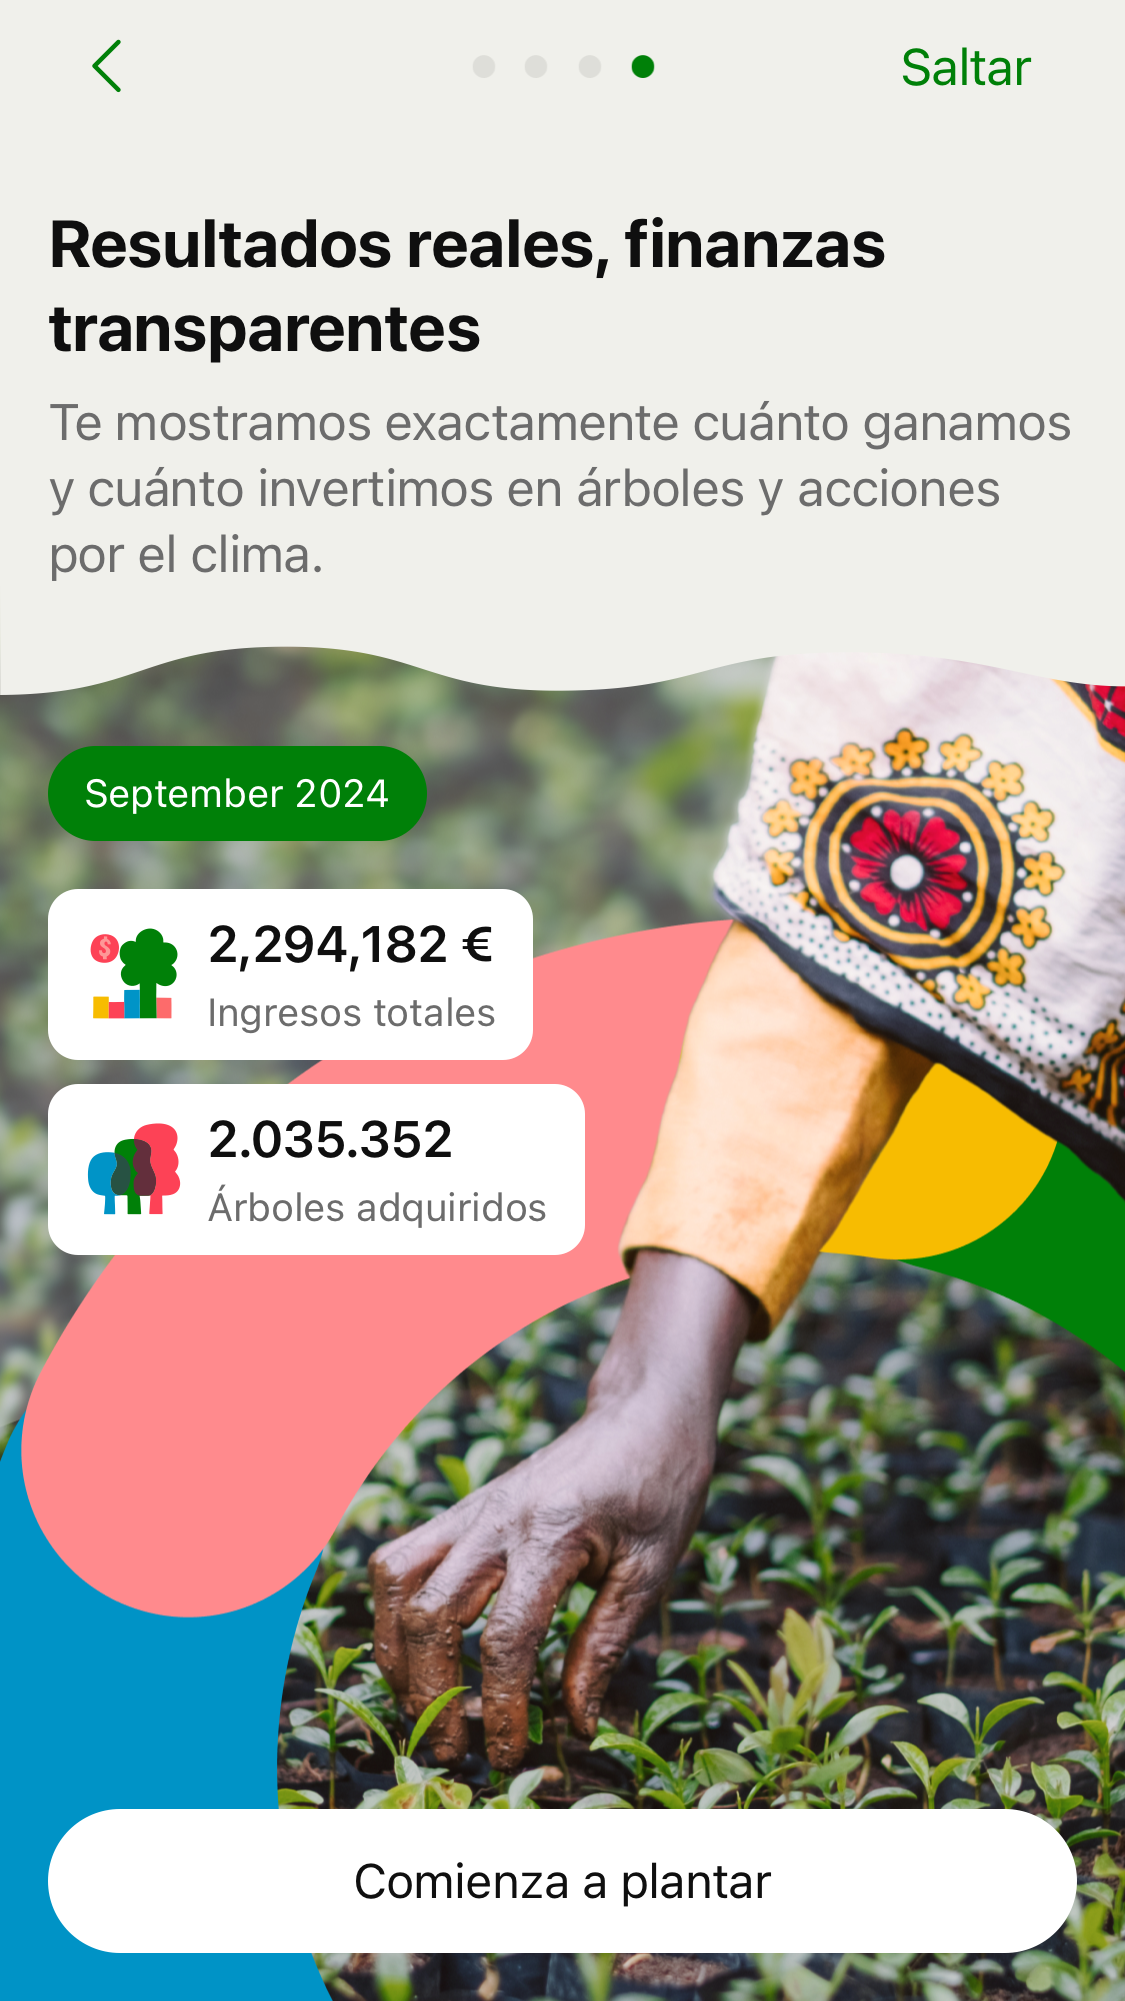 Saltar
Resultados reales, finanzas
transparentes
Te mostramos exactamente cuánto ganamos
y cuánto invertimos en árboles y acciones
por el clima.
September 2024
$
2,294,182 €
Ingresos totales
2.035.352
Árboles adquiridos
Comienza a plantar